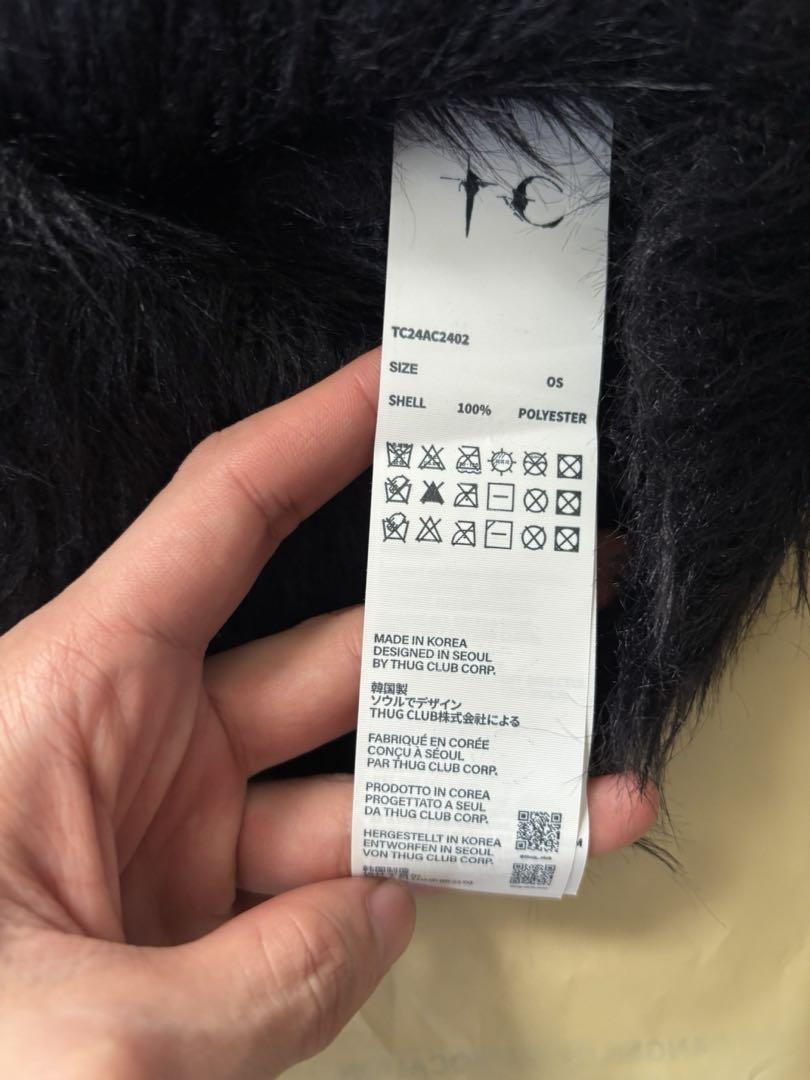 TC
TC24AC2402
SIZE OS
SHELL 100% POLYESTER
MADE IN KOREA
DESIGNED IN SEOUL
BY THUG CLUB CORP.
韓国製
ソウルでデザイン
THUG CLUB株式会社による
FABRIQUÉ EN CORÉE
CONÇU À SÉOUL
PAR THUG CLUB CORP.
PRODOTTO IN COREA
PROGETTATO A SEUL
DA THUG CLUB CORP.
HERGESTELLT IN KOREA
ENTWORFEN IN SEOUL
VON THUG CLUB CORP.